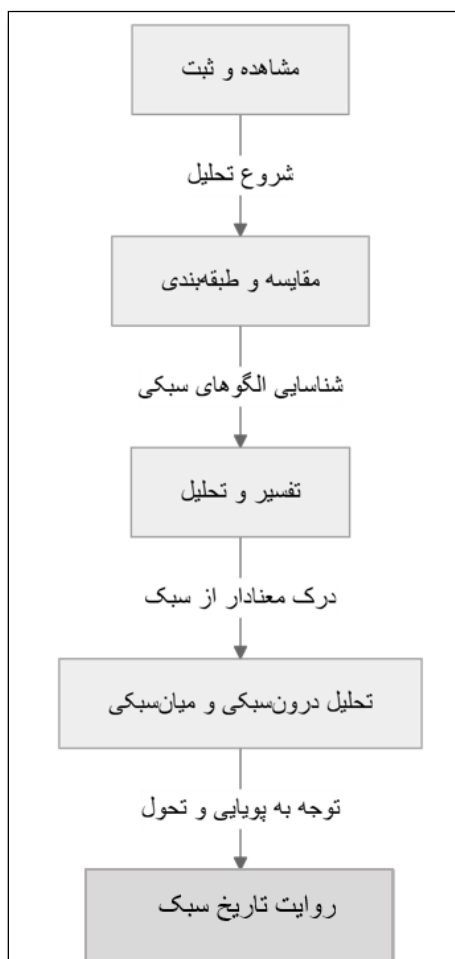 مشاهده و ثبت
شروع تحلیل
مقایسه و طبقه‌بندی
شناسایی الگوهای سبکی
تفسیر و تحلیل
درک معنادار از سبک
تحلیل درون‌سبکی و میان‌سبکی
توجه به پویایی و تحول
روایت تاریخ سبک